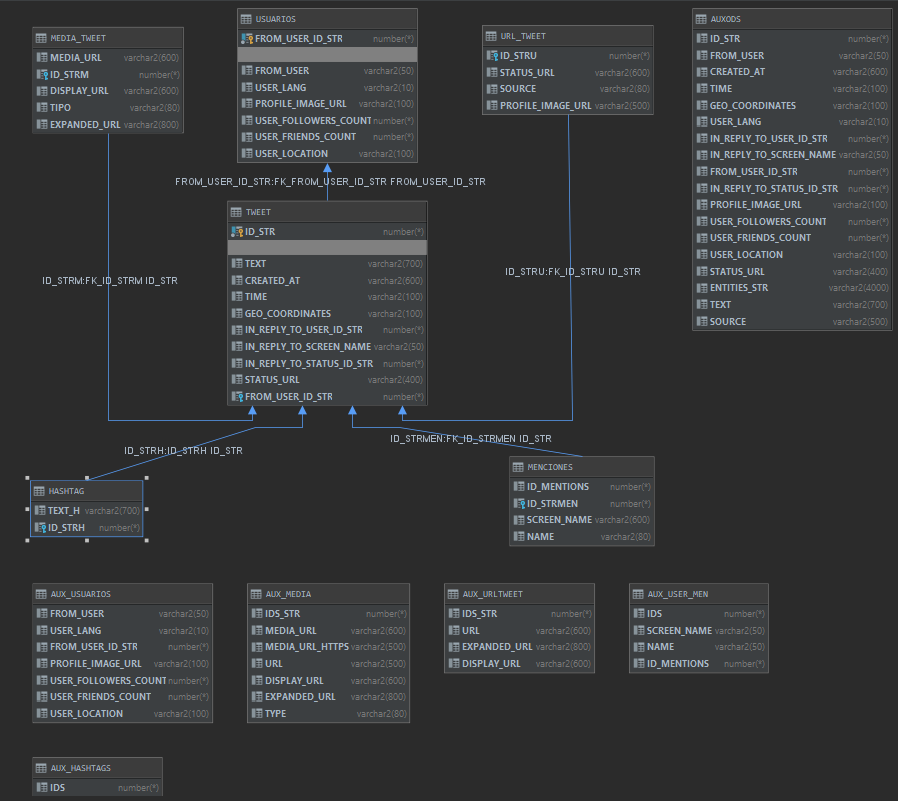 MEDIA_TWEET
MEDIA_URL varchar2(600)
ID_STRM number(*)
DISPLAY_URL varchar2(600)
TIPO varchar2(80)
EXPANDED_URL varchar2(800)
USUARIOS
FROM_USER_ID_STR number(*)
FROM_USER varchar2(50)
USER_LANG varchar2(10)
PROFILE_IMAGE_URL varchar2(100)
USER_FOLLOWERS_COUNT number(*)
USER_FRIENDS_COUNT number(*)
USER_LOCATION varchar2(100)
URL_TWEET
ID_STRU number(*)
STATUS_URL varchar2(600)
SOURCE varchar2(80)
PROFILE_IMAGE_URL varchar2(500)
AUXODS
ID_STR number(*)
FROM_USER varchar2(50)
CREATED_AT varchar2(600)
TIME varchar2(100)
GEO_COORDINATES varchar2(100)
USER_LANG varchar2(10)
IN_REPLY_TO_USER_ID_STR number(*)
IN_REPLY_TO_SCREEN_NAME varchar2(50)
FROM_USER_ID_STR number(*)
IN_REPLY_TO_STATUS_ID_STR number(*)
PROFILE_IMAGE_URL varchar2(100)
USER_FOLLOWERS_COUNT number(*)
USER_FRIENDS_COUNT number(*)
USER_LOCATION varchar2(100)
STATUS_URL varchar2(400)
ENTITIES_STR varchar2(4000)
TEXT varchar2(700)
SOURCE varchar2(500)
FROM_USER_ID_STR:FK_FROM_USER_ID_STR FROM_USER_ID_STR
TWEET
ID_STR number(*)
TEXT varchar2(700)
CREATED_AT varchar2(600)
TIME varchar2(100)
GEO_COORDINATES varchar2(100)
IN_REPLY_TO_USER_ID_STR number(*)
IN_REPLY_TO_SCREEN_NAME varchar2(50)
IN_REPLY_TO_STATUS_ID_STR number(*)
STATUS_URL varchar2(400)
FROM_USER_ID_STR number(*)
ID_STRM:FK_ID_STRM ID_STR
ID_STRU:FK_ID_STRU ID_STR
ID_STRH:ID_STRH ID_STR
ID_STRMEN:FK_ID_STRMEN ID_STR
HASHTAG
TEXT_H varchar2(700)
ID_STRH number(*)
MENCIONES
ID_MENTIONS number(*)
ID_STRMEN number(*)
SCREEN_NAME varchar2(600)
NAME varchar2(80)
AUX_USUARIOS
FROM_USER varchar2(50)
USER_LANG varchar2(10)
FROM_USER_ID_STR number(*)
PROFILE_IMAGE_URL varchar2(100)
USER_FOLLOWERS_COUNT number(*)
USER_FRIENDS_COUNT number(*)
USER_LOCATION varchar2(100)
AUX_MEDIA
IDS_STR number(*)
MEDIA_URL varchar2(600)
MEDIA_URL_HTTPS varchar2(500)
URL varchar2(500)
DISPLAY_URL varchar2(600)
EXPANDED_URL varchar2(800)
TYPE varchar2(80)
AUX_URLTWEET
IDS_STR number(*)
URL varchar2(600)
EXPANDED_URL varchar2(800)
DISPLAY_URL varchar2(600)
AUX_USER_MEN
IDS number(*)
SCREEN_NAME varchar2(50)
NAME varchar2(50)
ID_MENTIONS number(*)
AUX_HASHTAGS
IDS number(*)